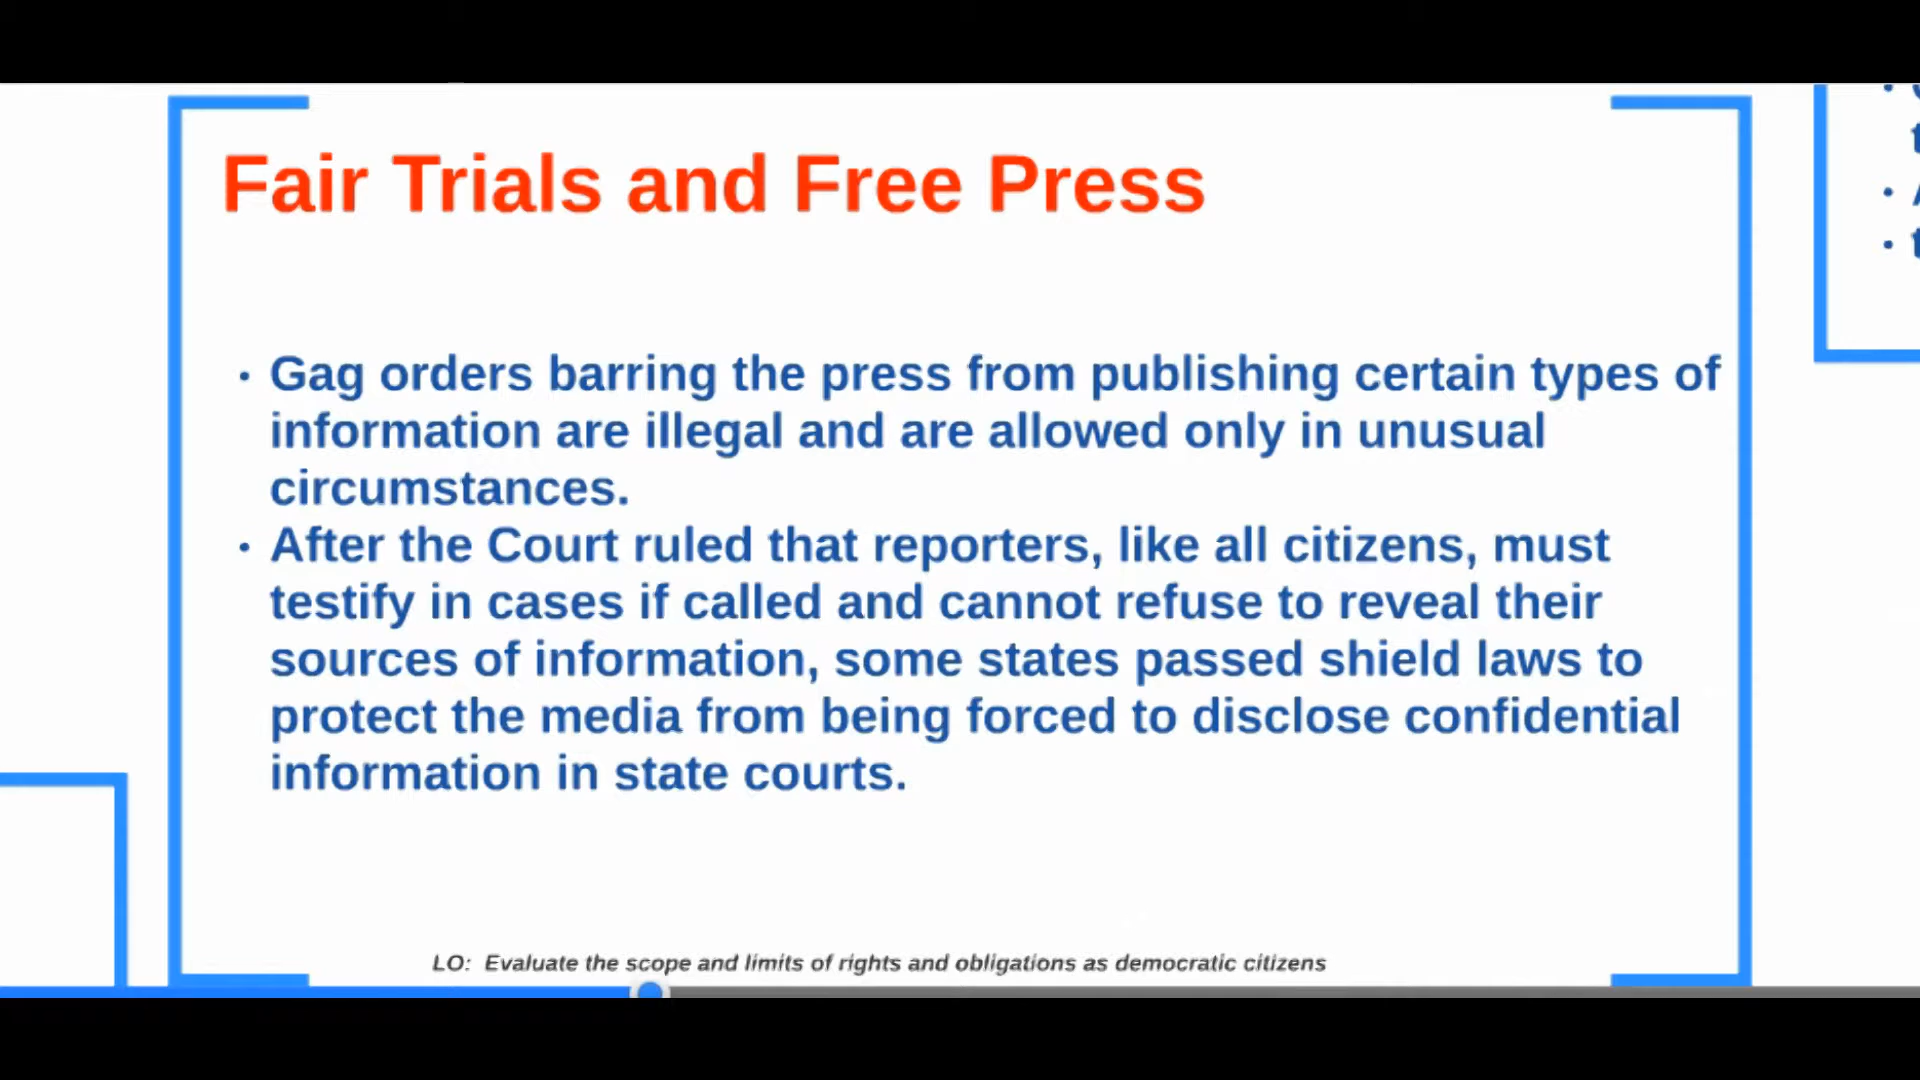 Fair Trials and Free Press
• Gag orders barring the press from publishing certain types of
information are illegal and are allowed only in unusual
circumstances.
• After the Court ruled that reporters, like all citizens, must
testify in cases if called and cannot refuse to reveal their
sources of information, some states passed shield laws to
protect the media from being forced to disclose confidential
information in state courts.
LO: Evaluate the scope and limits of rights and obligations as democratic citizens